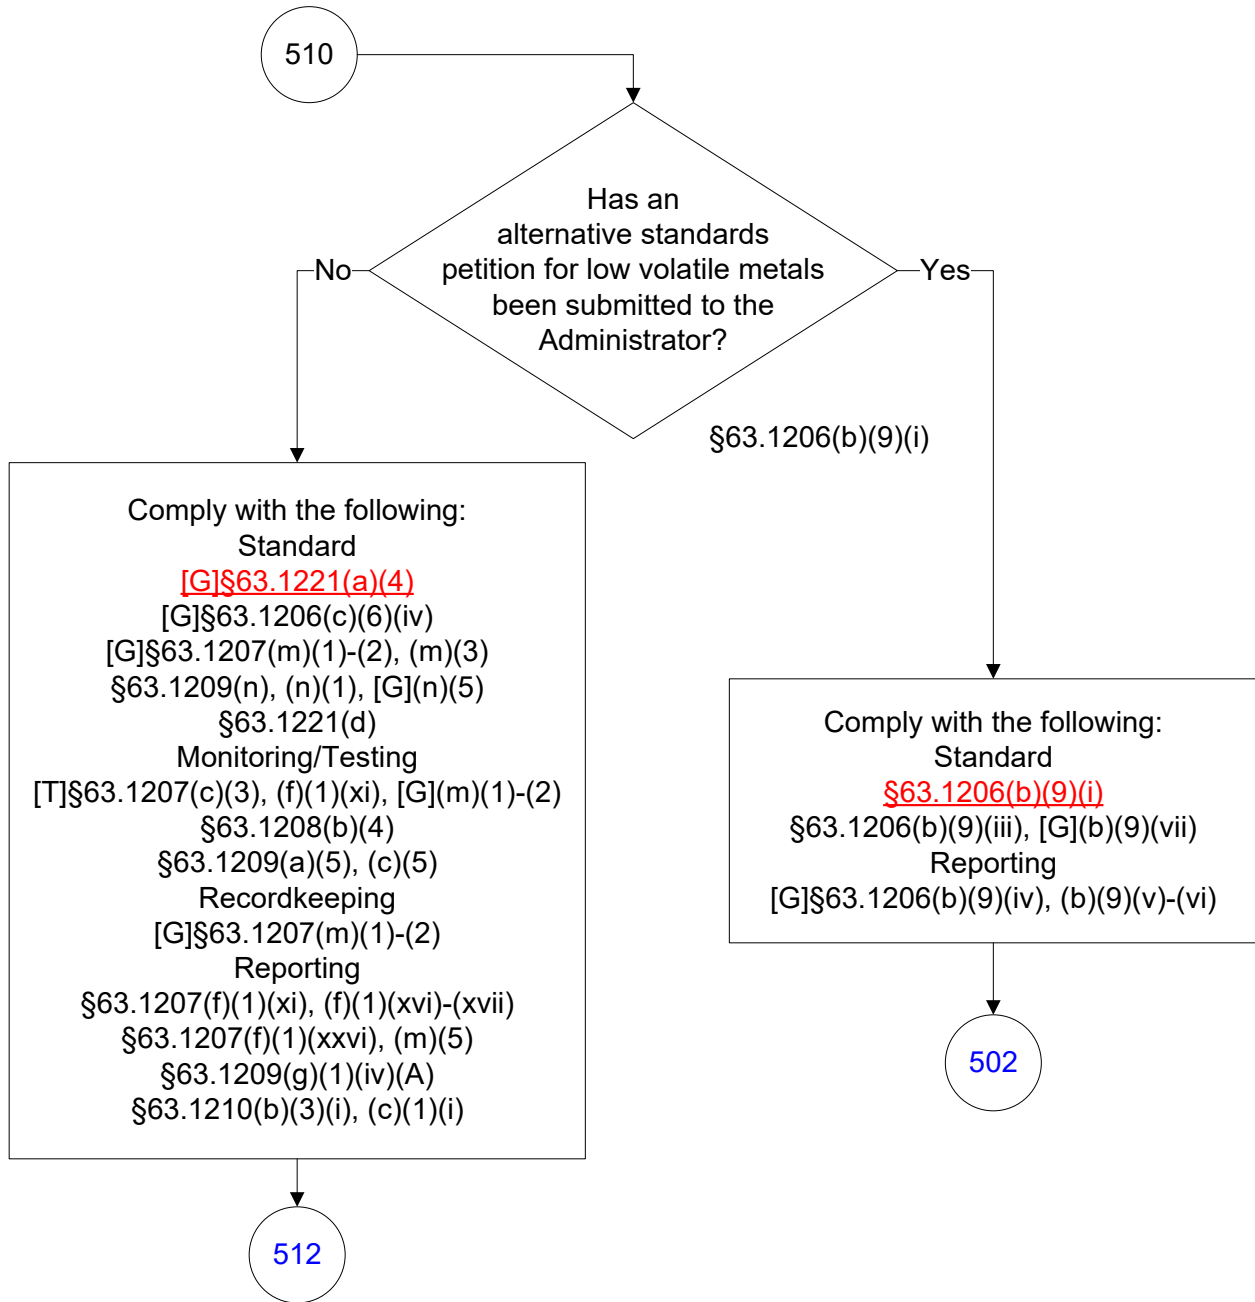 510
Has an
alternative standards
petition for low volatile metals
been submitted to the
Administrator?
No
Yes
§63.1206(b)(9)(i)
Comply with the following:
Standard
[G]§63.1221(a)(4)
[G]§63.1206(c)(6)(iv)
[G]§63.1207(m)(1)-(2), (m)(3)
§63.1209(n), (n)(1), [G](n)(5)
§63.1221(d)
Monitoring/Testing
[T]§63.1207(c)(3), (f)(1)(xi), [G](m)(1)-(2)
§63.1208(b)(4)
§63.1209(a)(5), (c)(5)
Recordkeeping
[G]§63.1207(m)(1)-(2)
Reporting
§63.1207(f)(1)(xi), (f)(1)(xvi)-(xvii)
§63.1207(f)(1)(xxvi), (m)(5)
§63.1209(g)(1)(iv)(A)
§63.1210(b)(3)(i), (c)(1)(i)
512
Comply with the following:
Standard
§63.1206(b)(9)(i)
§63.1206(b)(9)(iii), [G](b)(9)(vii)
Reporting
[G]§63.1206(b)(9)(iv), (b)(9)(v)-(vi)
502